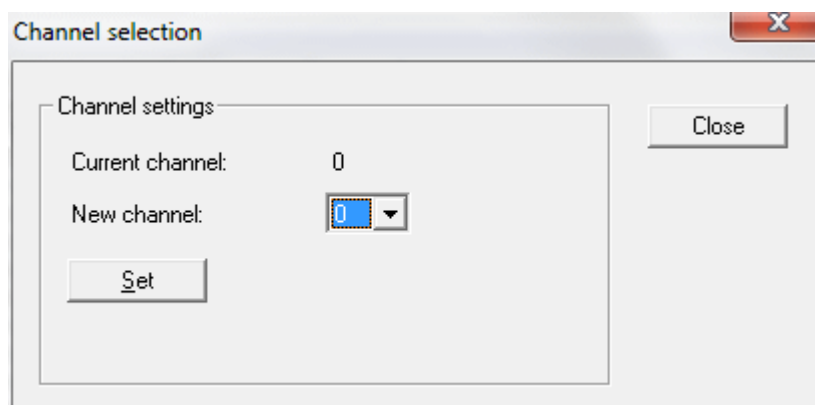 Channel selection
Channel settings
Close
Current channel: 0
New channel: 0
Set